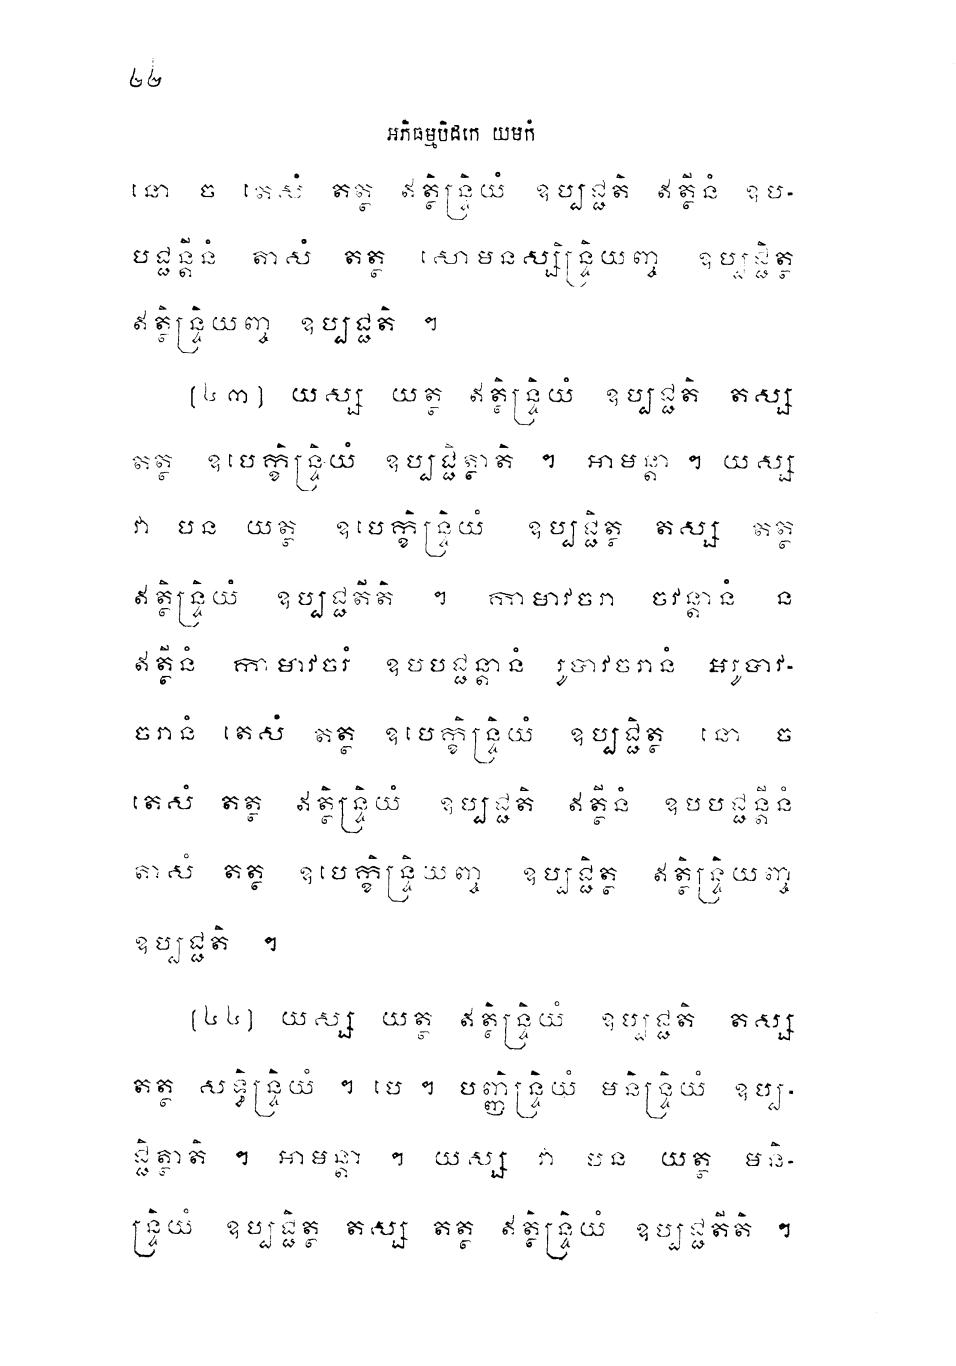 ៤២
អភិធម្មបិដកេ យមកំ
នោ ច តេសំ តត្ថ ឥត្ថិន្ទ្រិយំ ឧប្បជ្ជតិ ឥត្ថីនំ ឧប-
បជ្ជន្តីនំ តាសំ តត្ថ សោមនស្សិន្ទ្រិយញ្ច ឧប្បជ្ជិត្ថ
ឥត្ថិន្ទ្រិយញ្ច ឧប្បជ្ជតិ ។
(៤៣) យស្ស យត្ថ ឥត្ថិន្ទ្រិយំ ឧប្បជ្ជតិ តស្ស
តត្ថ ឧបេក្ខិន្ទ្រិយំ ឧប្បជ្ជិត្ថាតិ ។ អាមន្តា ។ យស្ស
វា បន យត្ថ ឧបេក្ខិន្ទ្រិយំ ឧប្បជ្ជិត្ថ តស្ស តត្ថ
ឥត្ថិន្ទ្រិយំ ឧប្បជ្ជតីតិ ។ កាមាវចរា ចវន្តានំ ន
ឥត្ថីនំ កាមាវចរំ ឧបបជ្ជន្តានំ រូបាវចរានំ អរូបាវ-
ចរានំ តេសំ តត្ថ ឧបេក្ខិន្ទ្រិយំ ឧប្បជ្ជិត្ថ នោ ច
តេសំ តត្ថ ឥត្ថិន្ទ្រិយំ ឧប្បជ្ជតិ ឥត្ថីនំ ឧបបជ្ជន្តីនំ
តាសំ តត្ថ ឧបេក្ខិន្ទ្រិយញ្ច ឧប្បជ្ជិត្ថ ឥត្ថិន្ទ្រិយញ្ច
ឧប្បជ្ជតិ ។
(៤៤) យស្ស យត្ថ ឥត្ថិន្ទ្រិយំ ឧប្បជ្ជតិ តស្ស
តត្ថ សទ្ធិន្ទ្រិយំ ។ បេ ។ បញ្ញិន្ទ្រិយំ មនិន្ទ្រិយំ ឧប្ប-
ជ្ជិត្ថាតិ ។ អាមន្តា ។ យស្ស វា បន យត្ថ មនិ-
ន្ទ្រិយំ ឧប្បជ្ជិត្ថ តស្ស តត្ថ ឥត្ថិន្ទ្រិយំ ឧប្បជ្ជតីតិ ។